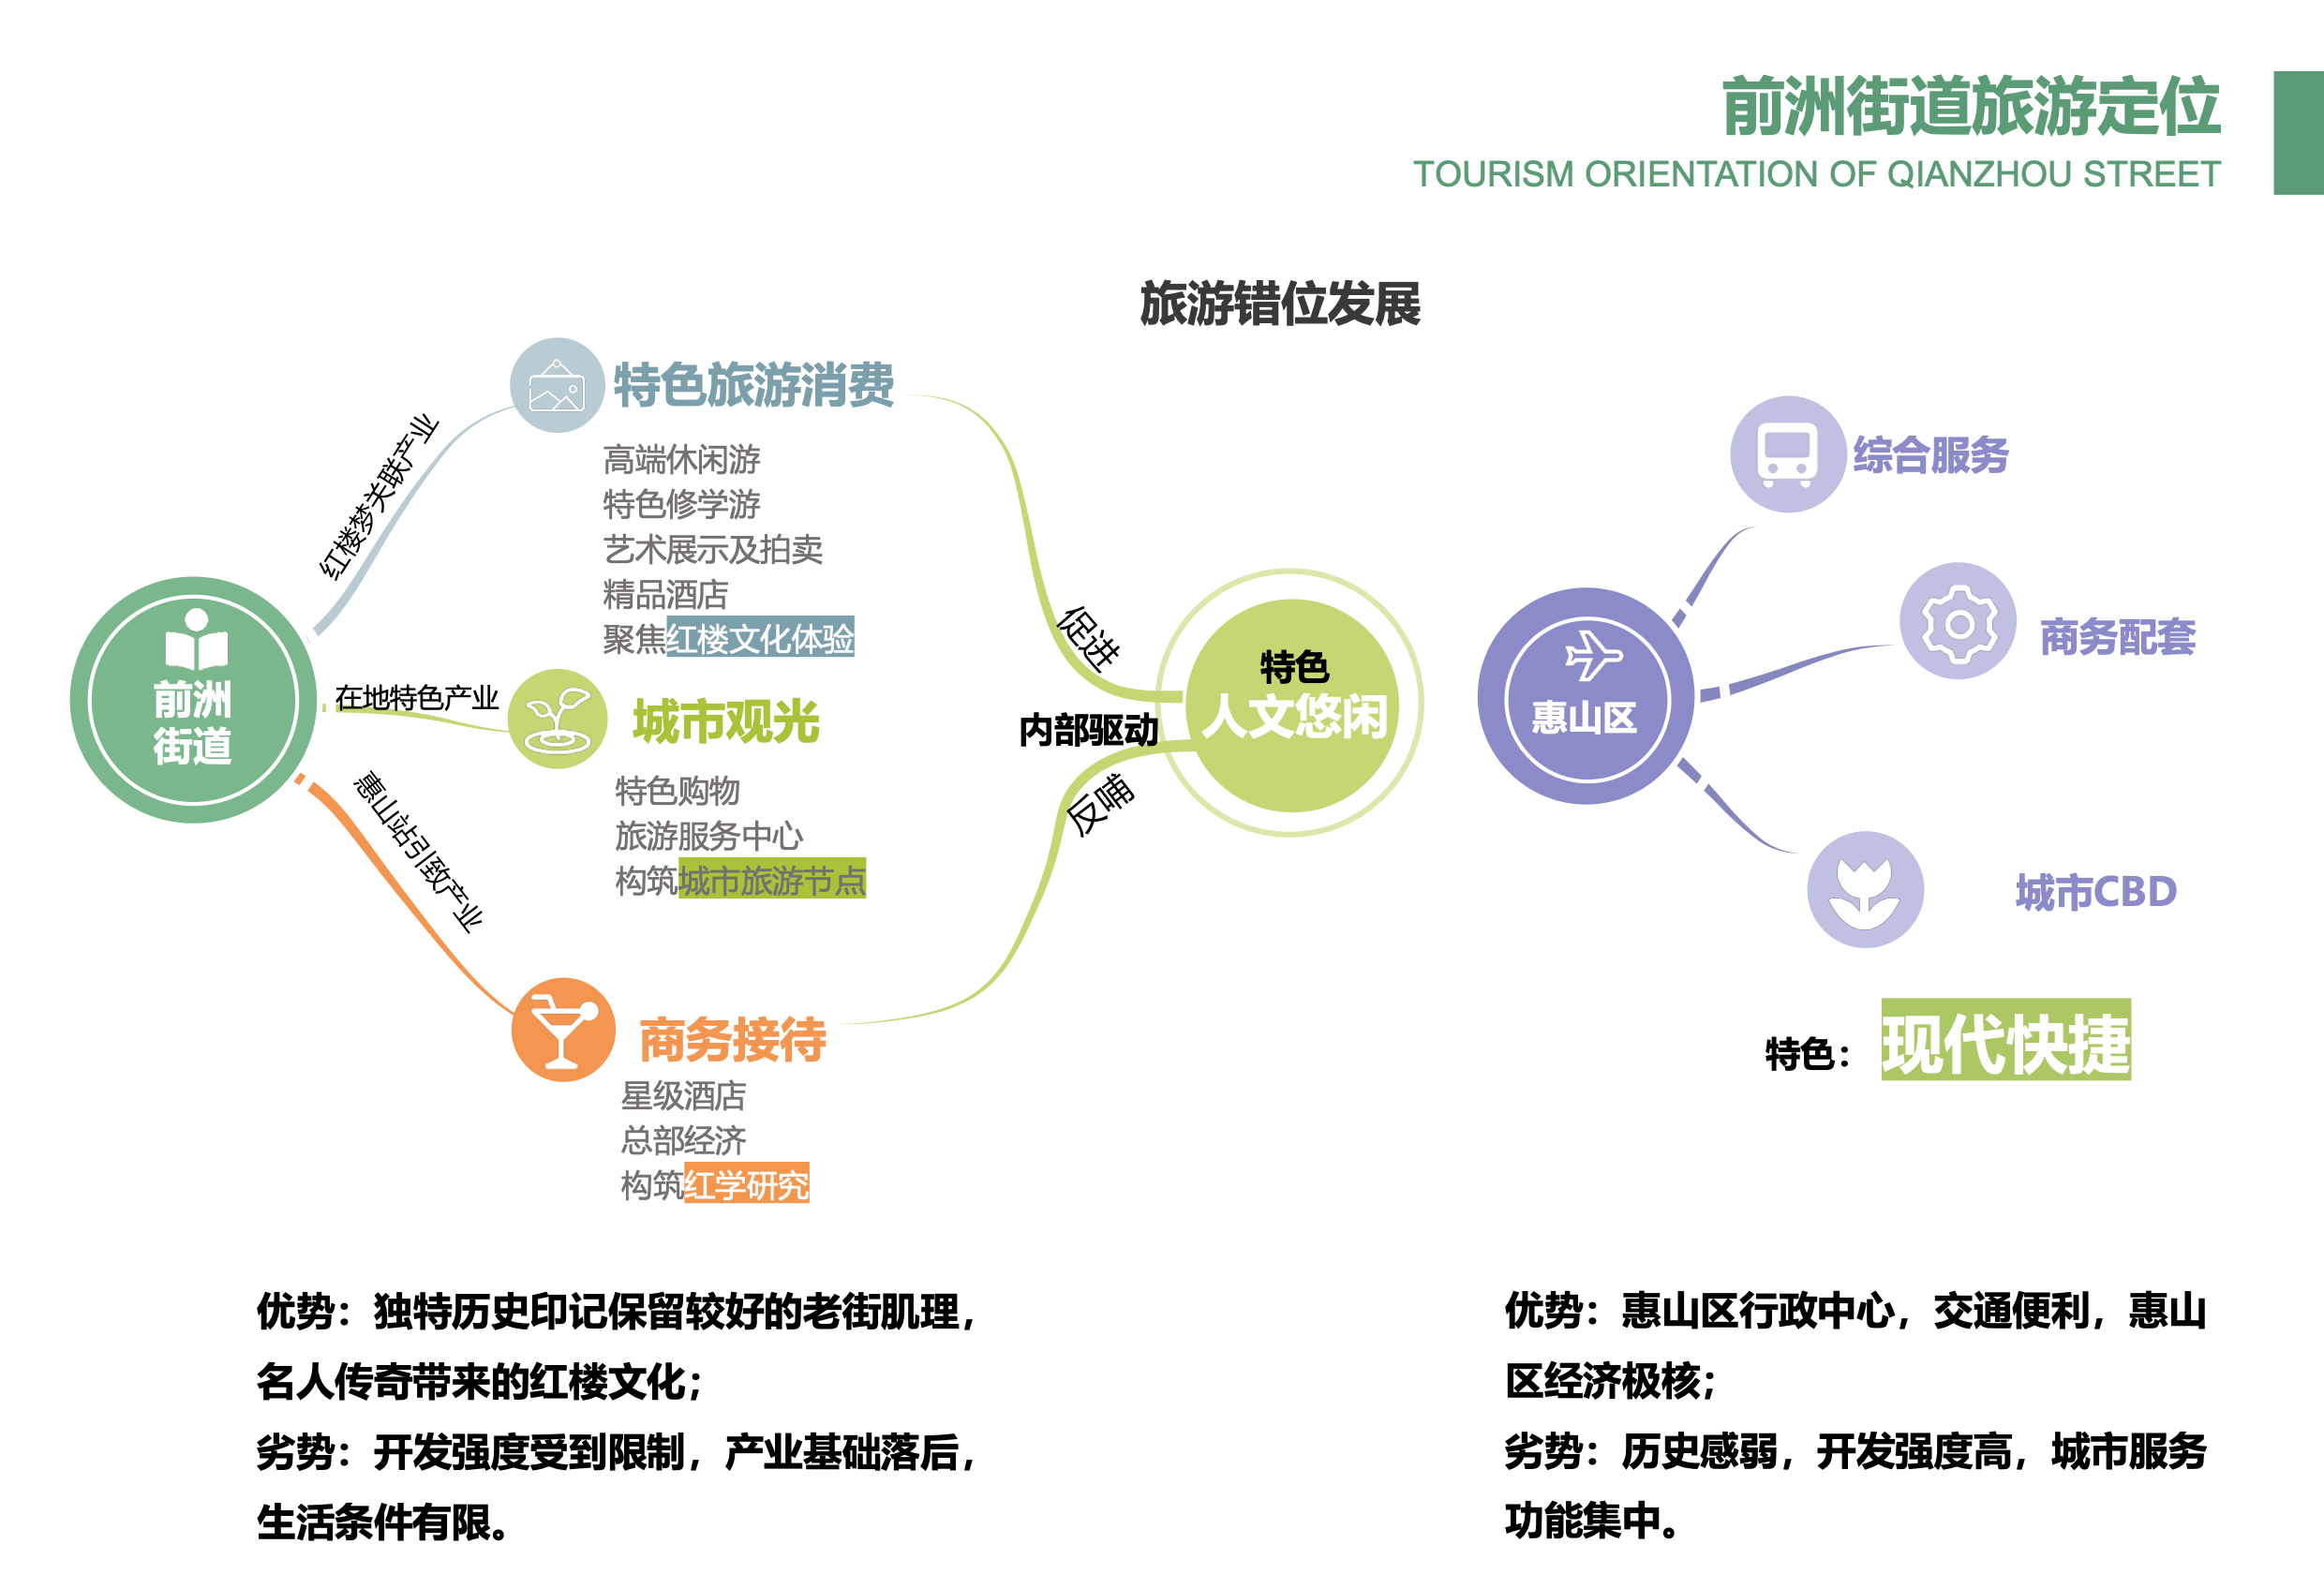 前洲街道旅游定位
TOURISM ORIENTATION OF QIANZHOU STREET
旅游错位发展
前洲
街道
红楼梦关联产业
特色旅游消费
高端休闲游
特色修学游
艺术展示及拍卖
精品酒店
聚焦红楼文化体验
在地特色产业
城市观光
特色购物
旅游服务中心
构筑城市旅游节点
惠山站引致产业
商务接待
星级酒店
总部经济
构筑红学研究
促进
内部驱动
反哺
特色
人文悠闲
惠山区
综合服务
商务配套
城市CBD
特色：现代快捷
优势：独特历史印记保留较好的老街肌理，
名人传奇带来的红楼文化；
劣势：开发强度受到限制，产业基础落后，
生活条件有限。
优势：惠山区行政中心，交通便利，惠山
区经济极核；
劣势：历史感弱，开发强度高，城市服务
功能集中。